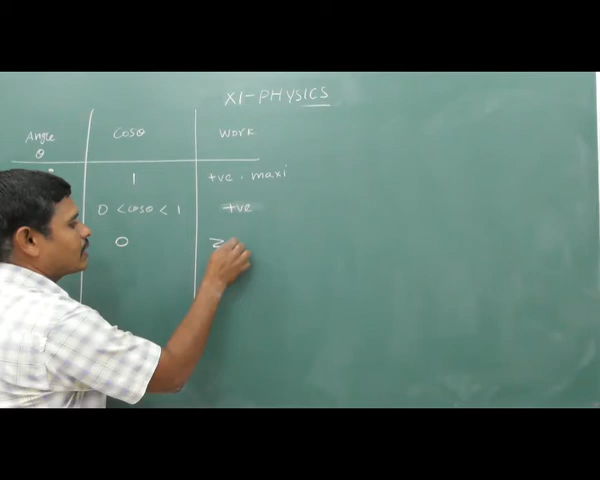 XI-PHYSICS
Angle θ Cosθ Work
1 +ve, maxi
0 < cosθ < 1 +ve
0